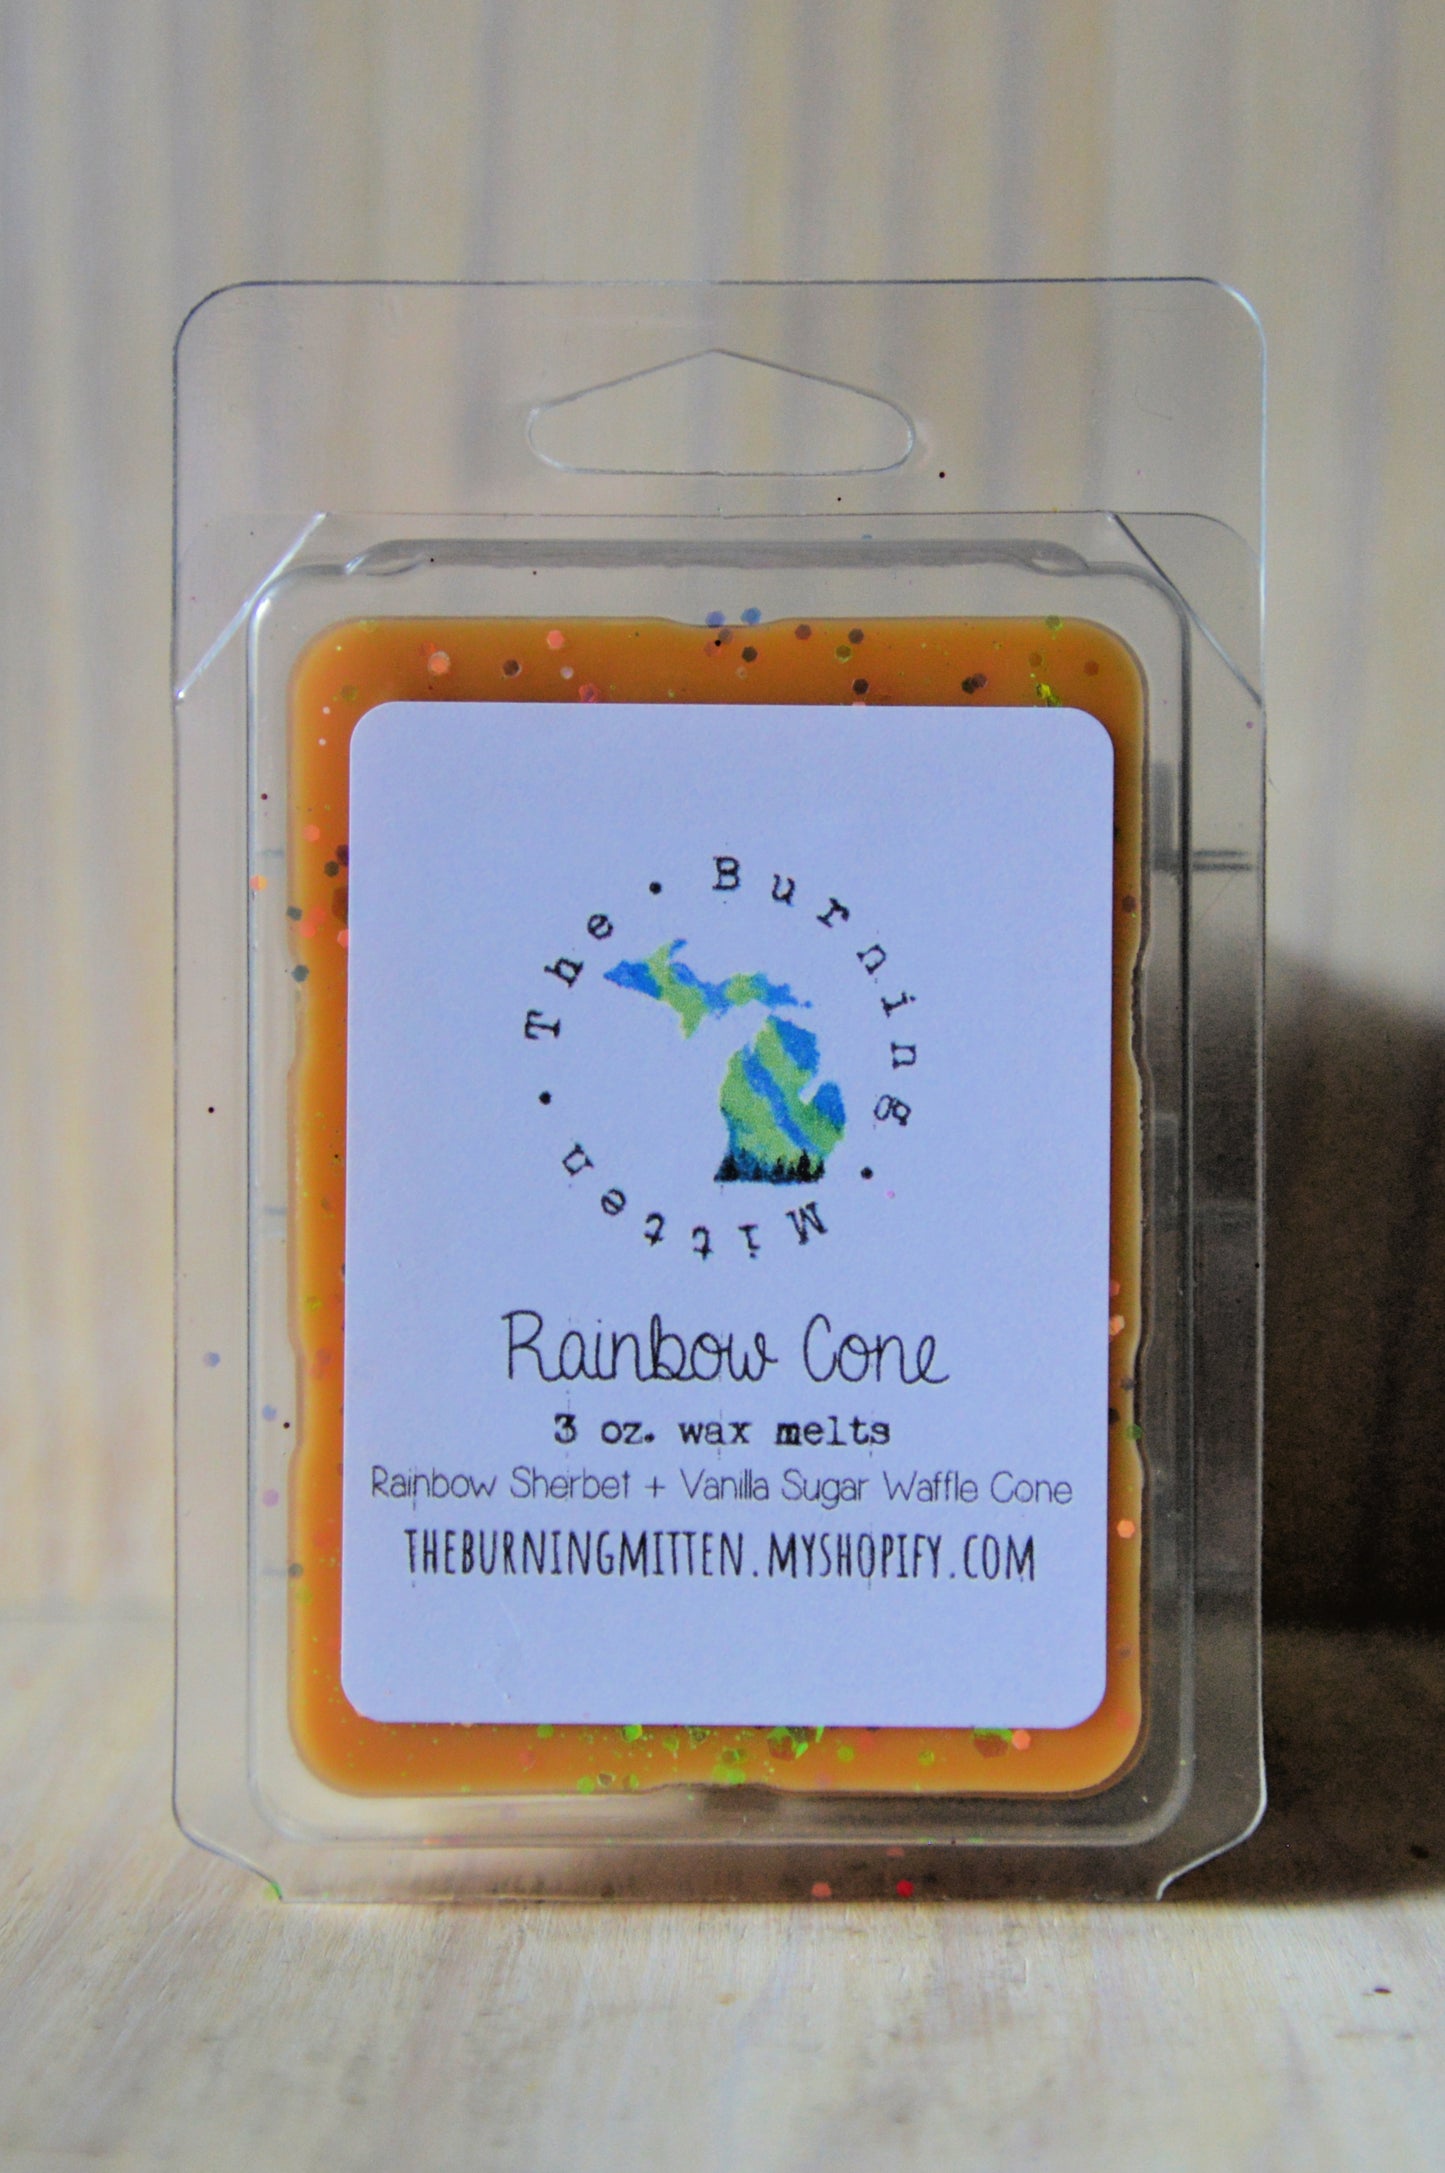 The • Burning • Mitten •
Rainbow Cone
3 oz. wax melts
Rainbow Sherbet + Vanilla Sugar Waffle Cone
THEBURNINGMITTEN.MYSHOPIFY.COM